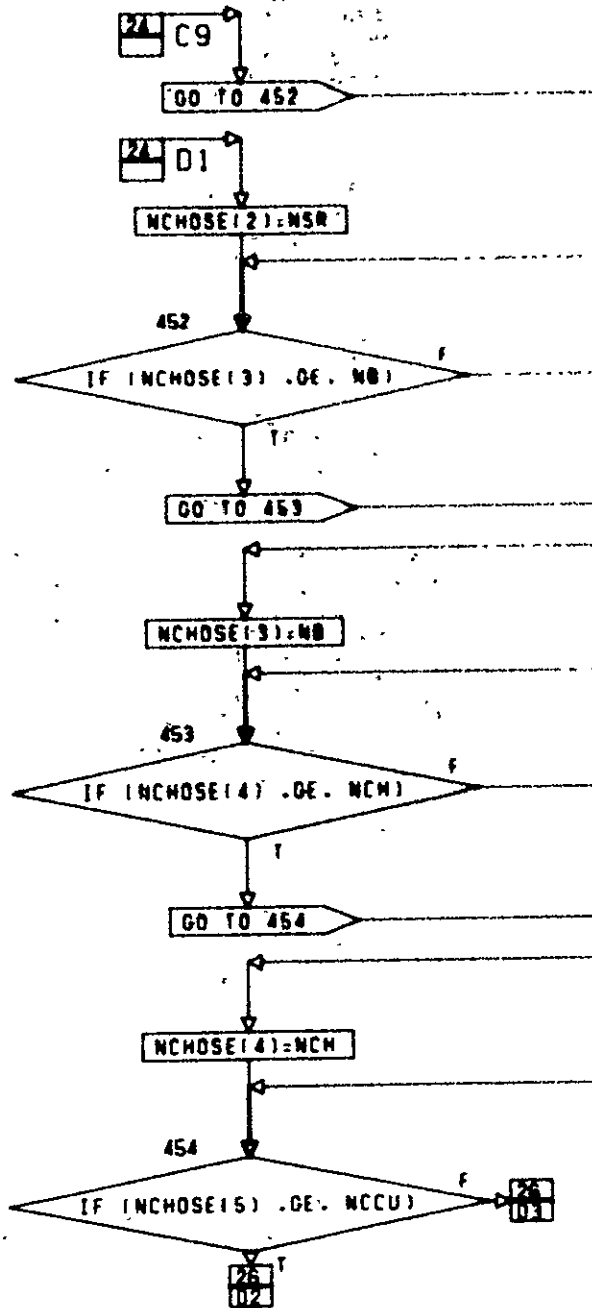 24
C9
GO TO 452
24
D1
NCHOSE(2)=NSR
452
IF (NCHOSE(3) .GE. NB)
F
T
GO TO 453
NCHOSE(3)=NB
453
IF (NCHOSE(4) .GE. NCH)
F
T
GO TO 454
NCHOSE(4)=NCH
454
IF (NCHOSE(5) .GE. NCCU)
F
26
D3
T
26
D2